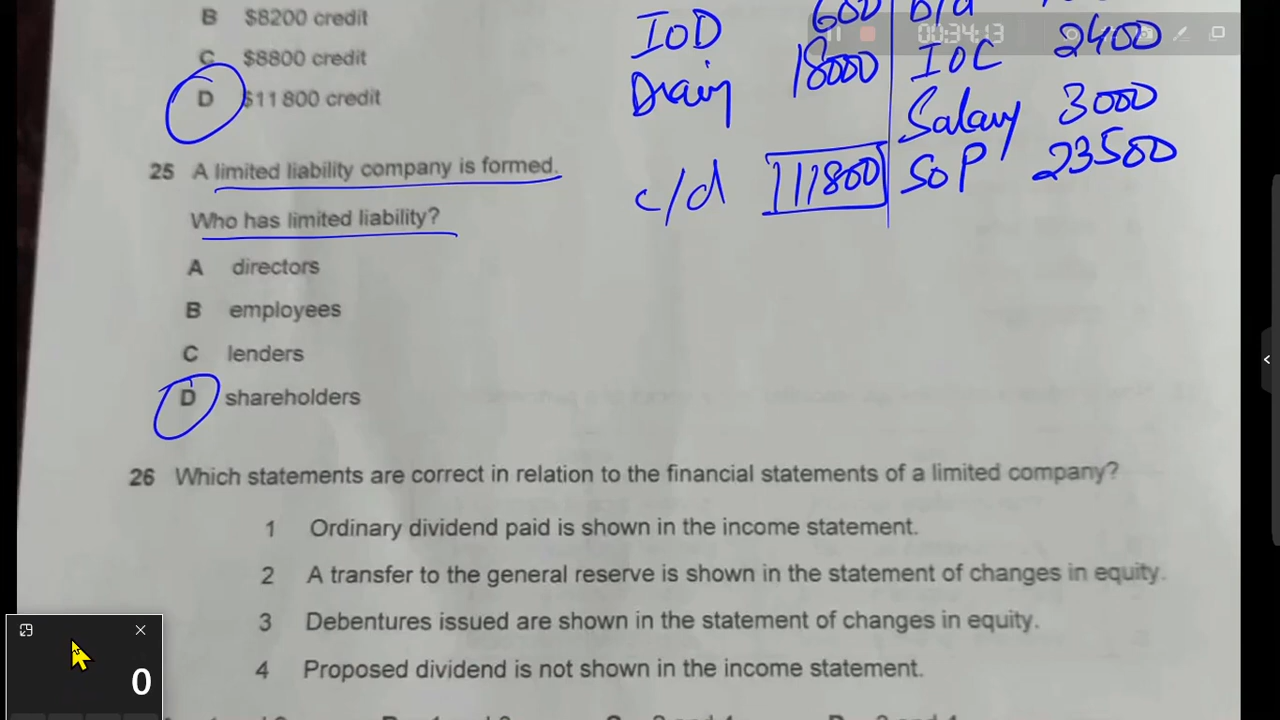 B $8200 credit
C $8800 credit
D $11 800 credit
IOD 600 b/d
00:34:13
Drawing 18000 IOC 2400
Salary 3000
c/d 11800 SOP 23500
25 A limited liability company is formed.
Who has limited liability?
A directors
B employees
C lenders
D shareholders
26 Which statements are correct in relation to the financial statements of a limited company?
1 Ordinary dividend paid is shown in the income statement.
2 A transfer to the general reserve is shown in the statement of changes in equity.
3 Debentures issued are shown in the statement of changes in equity.
4 Proposed dividend is not shown in the income statement.
0